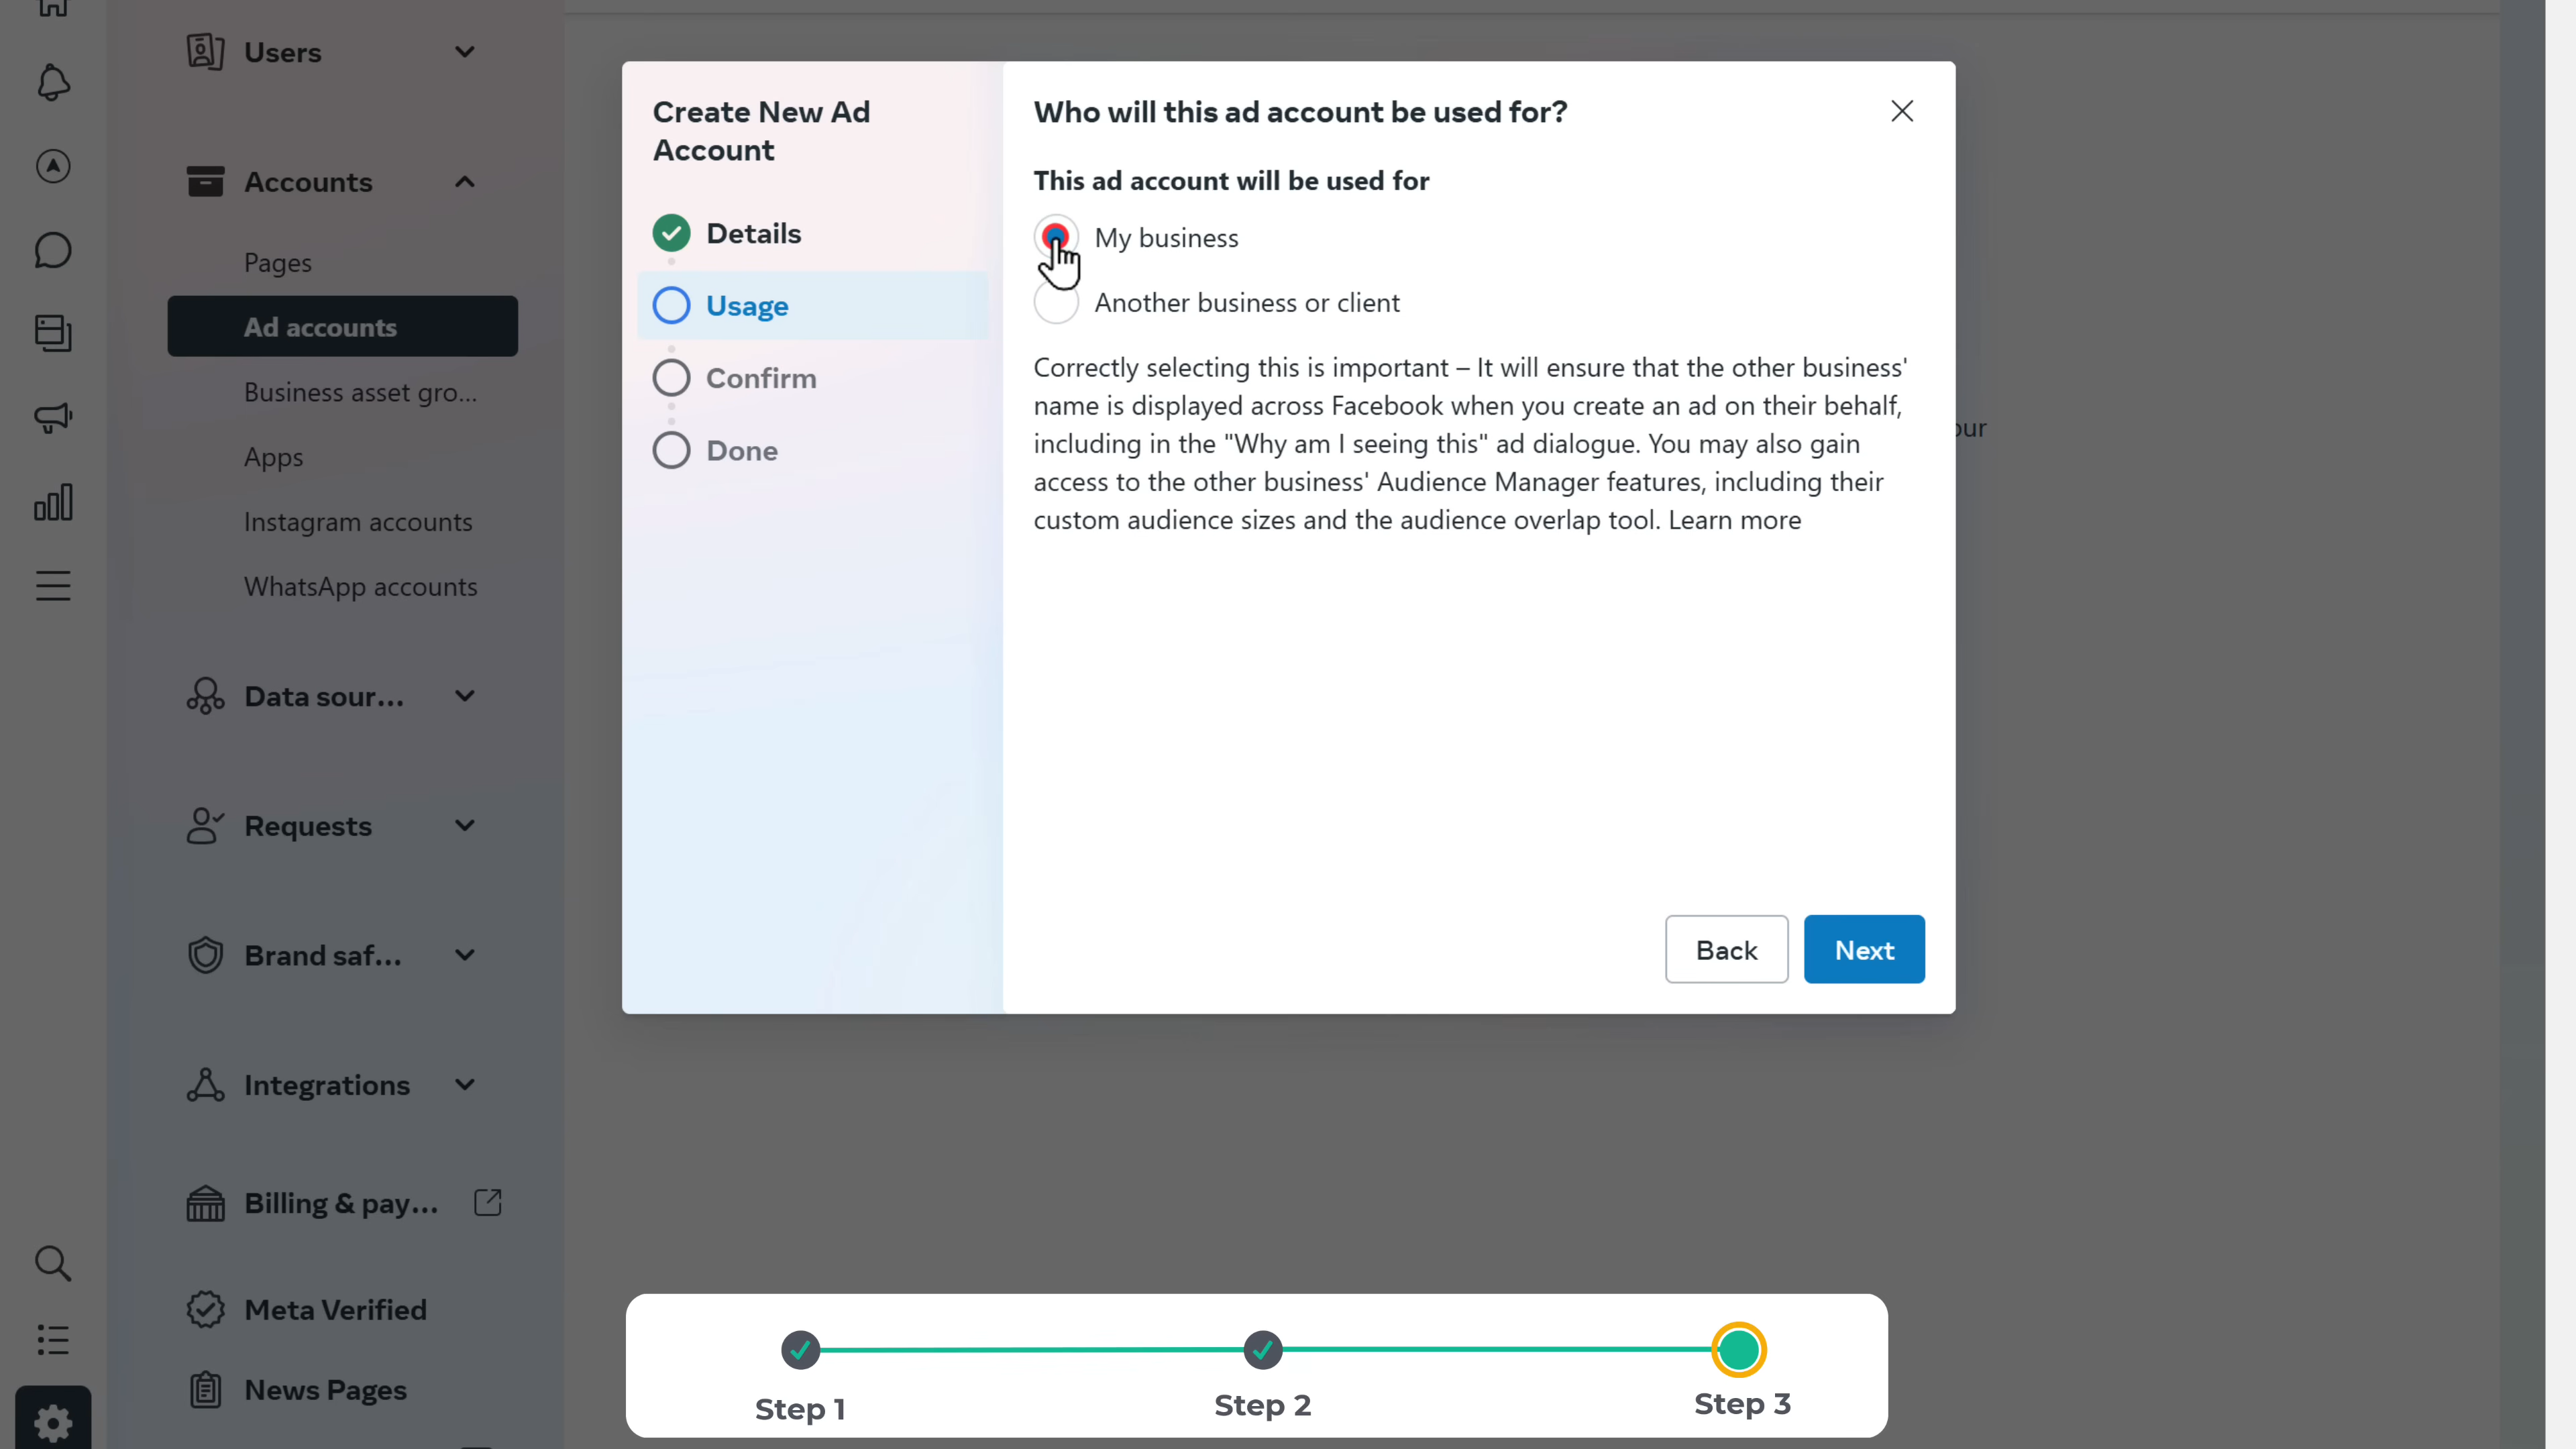 Users
Accounts
Pages
Ad accounts
Business asset gro...
Apps
Instagram accounts
WhatsApp accounts
Data sour...
Requests
Brand saf...
Integrations
Billing & pay...
Meta Verified
News Pages
Create New Ad
Account
Details
Usage
Confirm
Done
Who will this ad account be used for?
This ad account will be used for
My business
Another business or client
Correctly selecting this is important – It will ensure that the other business'
name is displayed across Facebook when you create an ad on their behalf,
including in the "Why am I seeing this" ad dialogue. You may also gain
access to the other business' Audience Manager features, including their
custom audience sizes and the audience overlap tool. Learn more
Back
Next
Step 1
Step 2
Step 3